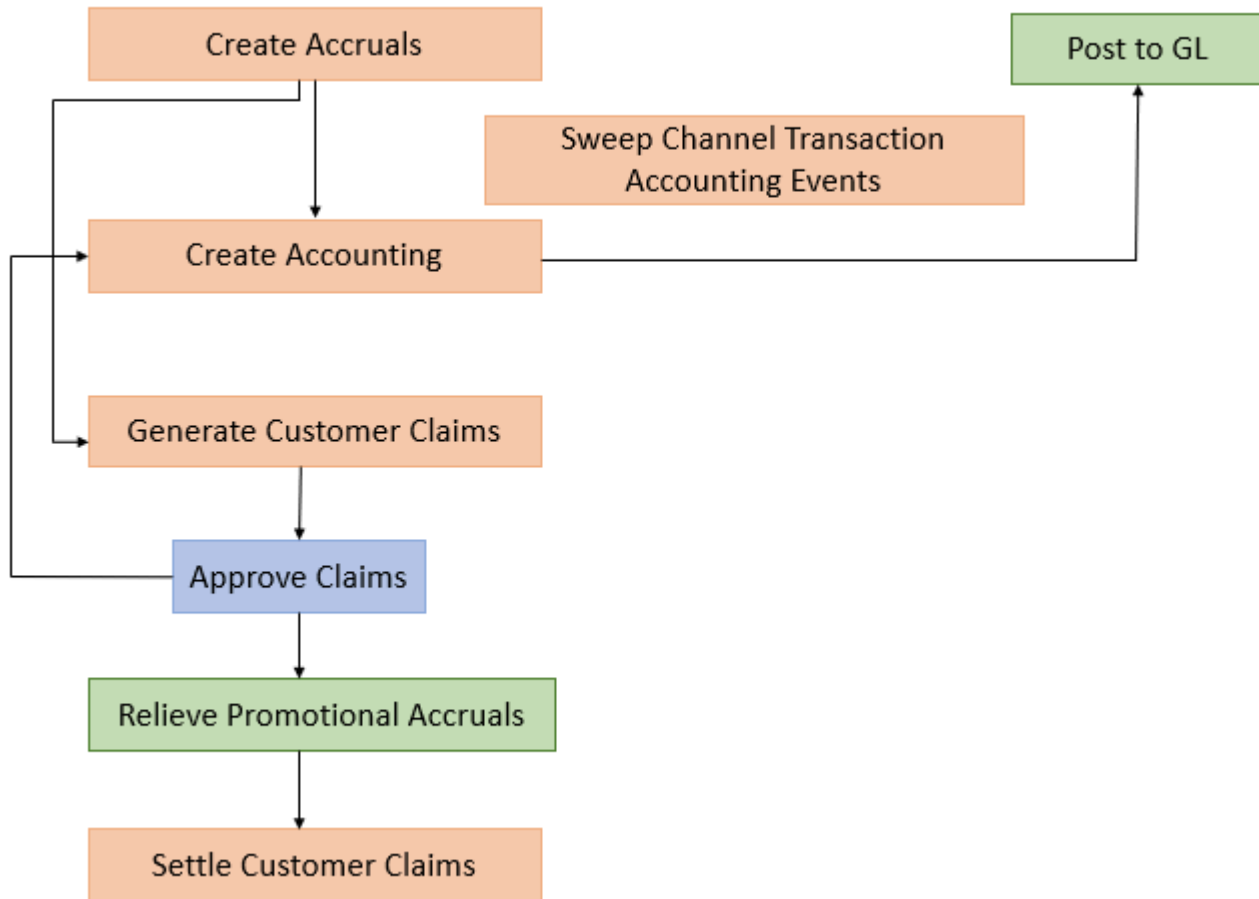 Create Accruals
Post to GL
Sweep Channel Transaction
Accounting Events
Create Accounting
Generate Customer Claims
Approve Claims
Relieve Promotional Accruals
Settle Customer Claims